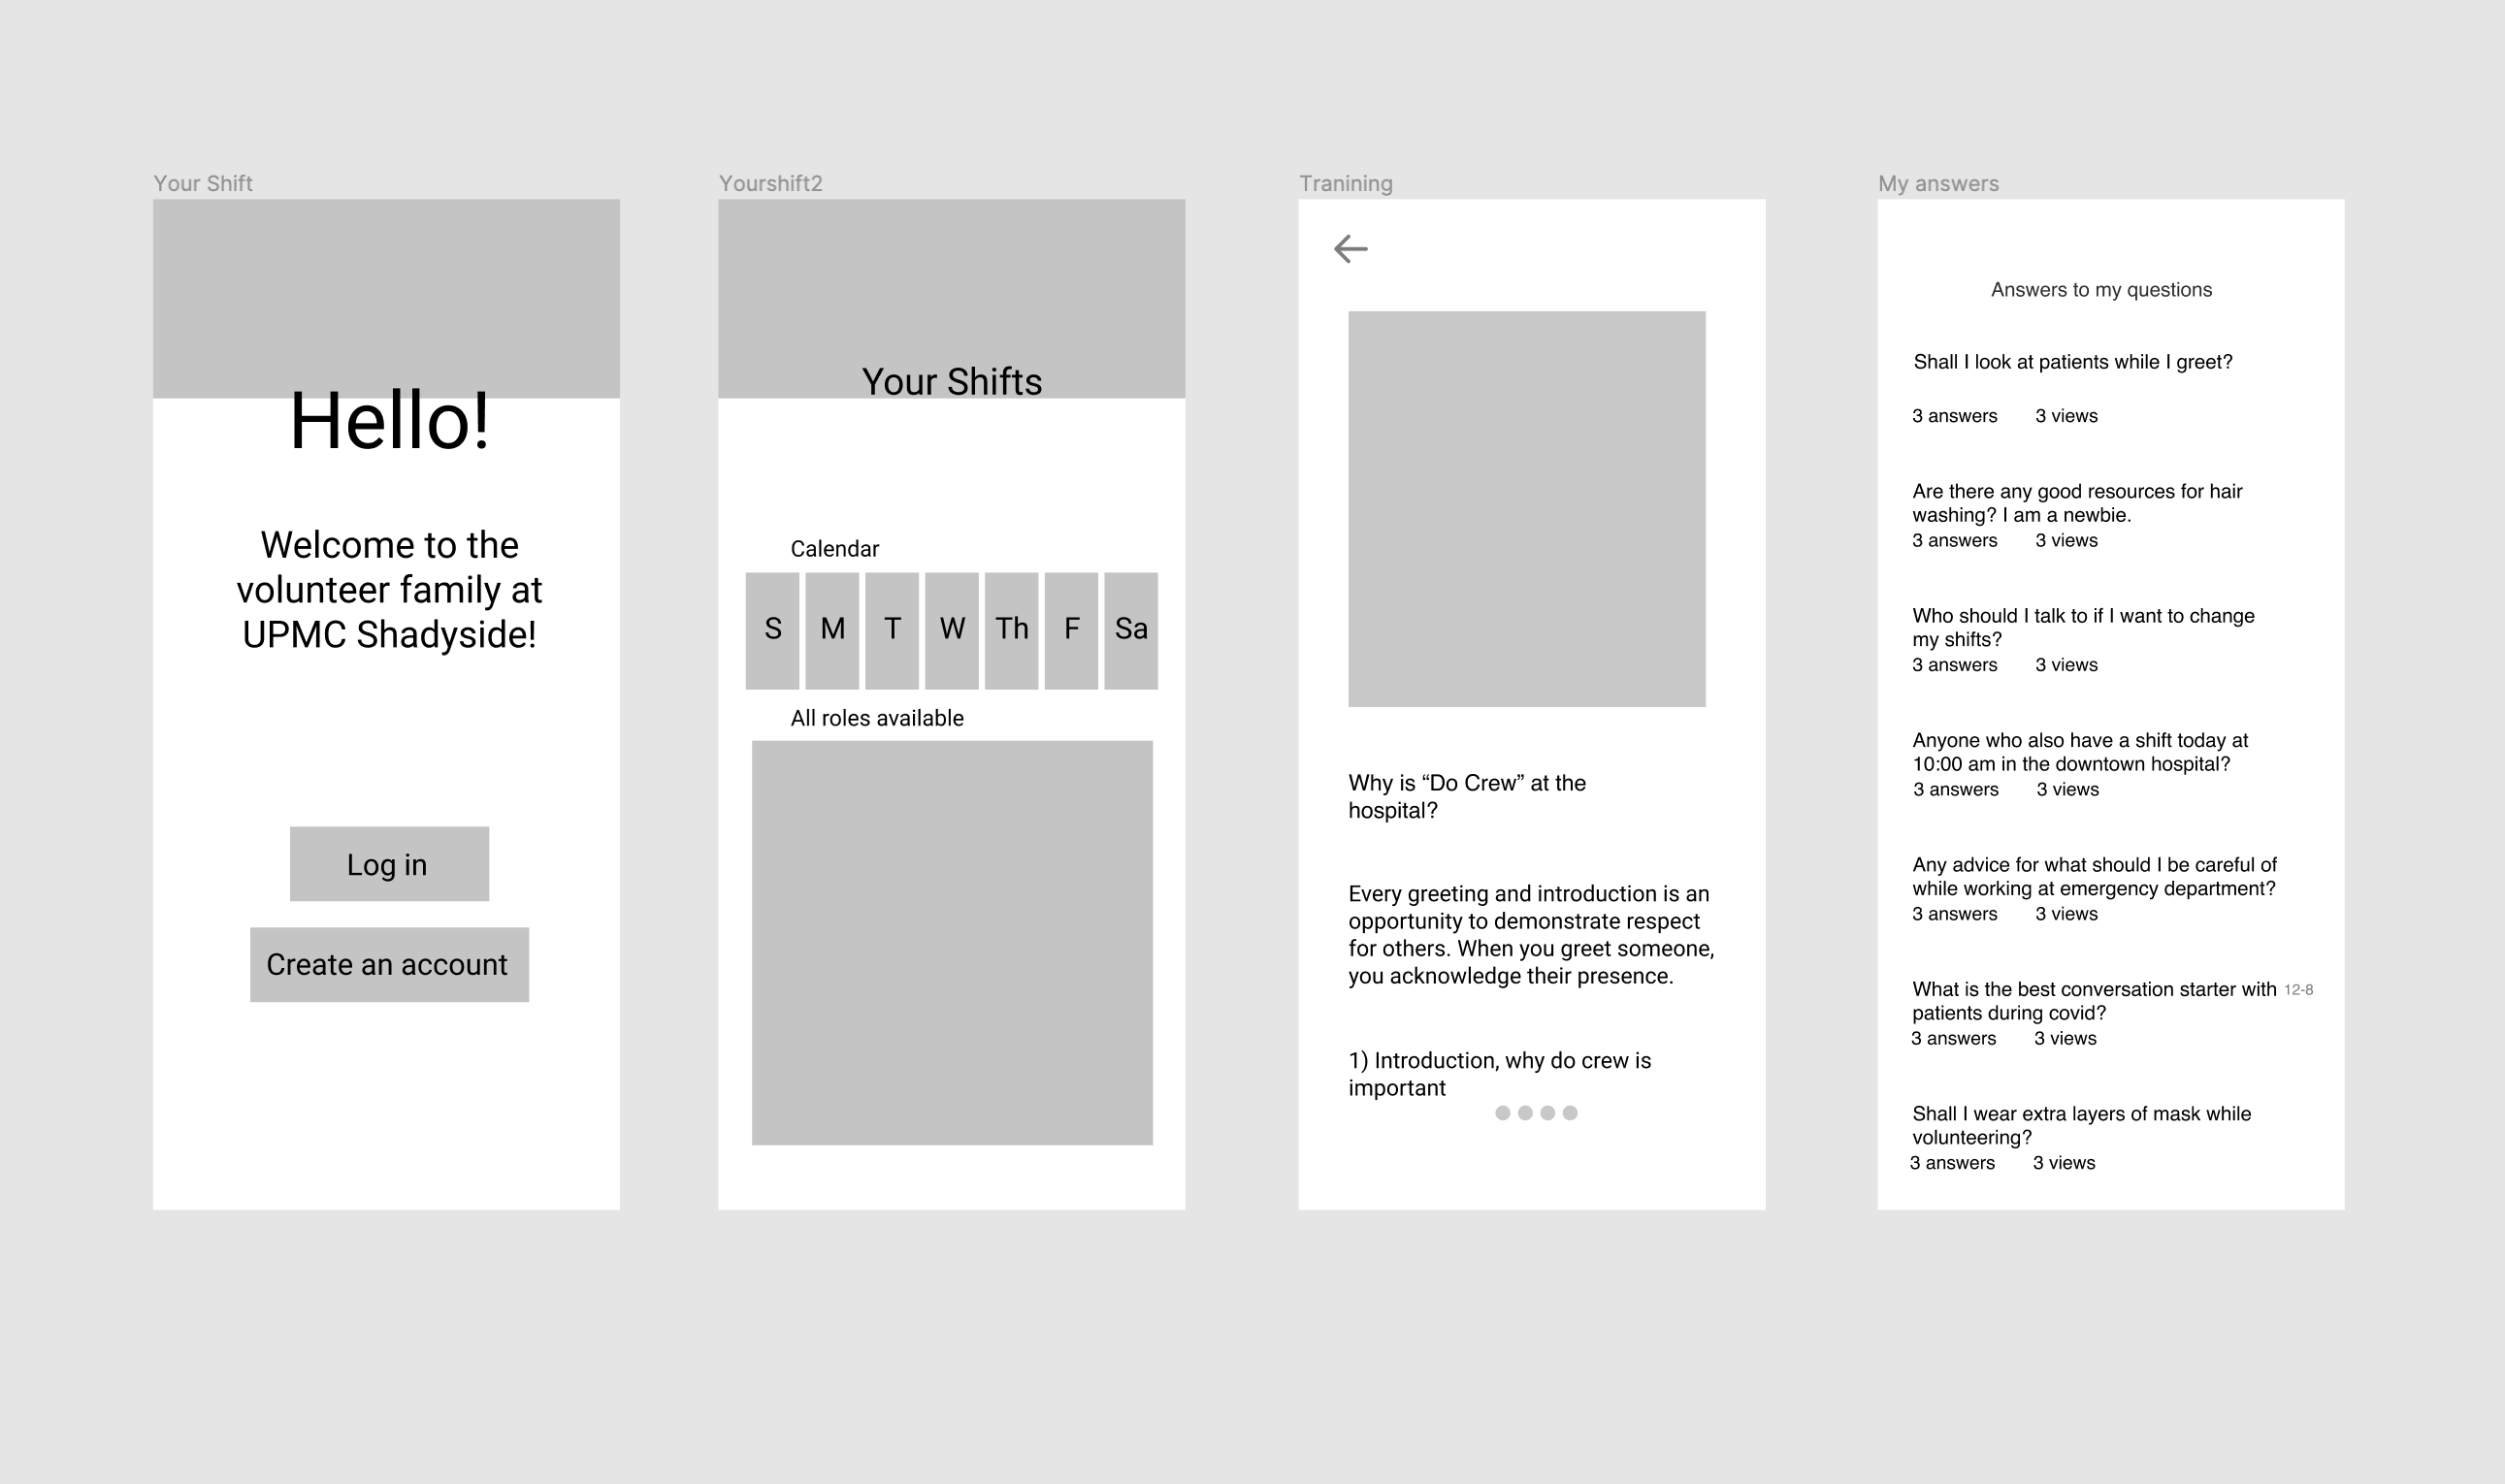 Your Shift
Hello!
Welcome to the
volunteer family at
UPMC Shadyside!
Log in
Create an account
Yourshift2
Your Shifts
Calendar
S M T W Th F Sa
All roles available
Tranining
Why is “Do Crew” at the
hospital?
Every greeting and introduction is an
opportunity to demonstrate respect
for others. When you greet someone,
you acknowledge their presence.
1) Introduction, why do crew is
important
My answers
Answers to my questions
Shall I look at patients while I greet?
3 answers 3 views
Are there any good resources for hair
washing? I am a newbie.
3 answers 3 views
Who should I talk to if I want to change
my shifts?
3 answers 3 views
Anyone who also have a shift today at
10:00 am in the downtown hospital?
3 answers 3 views
Any advice for what should I be careful of
while working at emergency department?
3 answers 3 views
What is the best conversation starter with 12-8
patients during covid?
3 answers 3 views
Shall I wear extra layers of mask while
volunteering?
3 answers 3 views